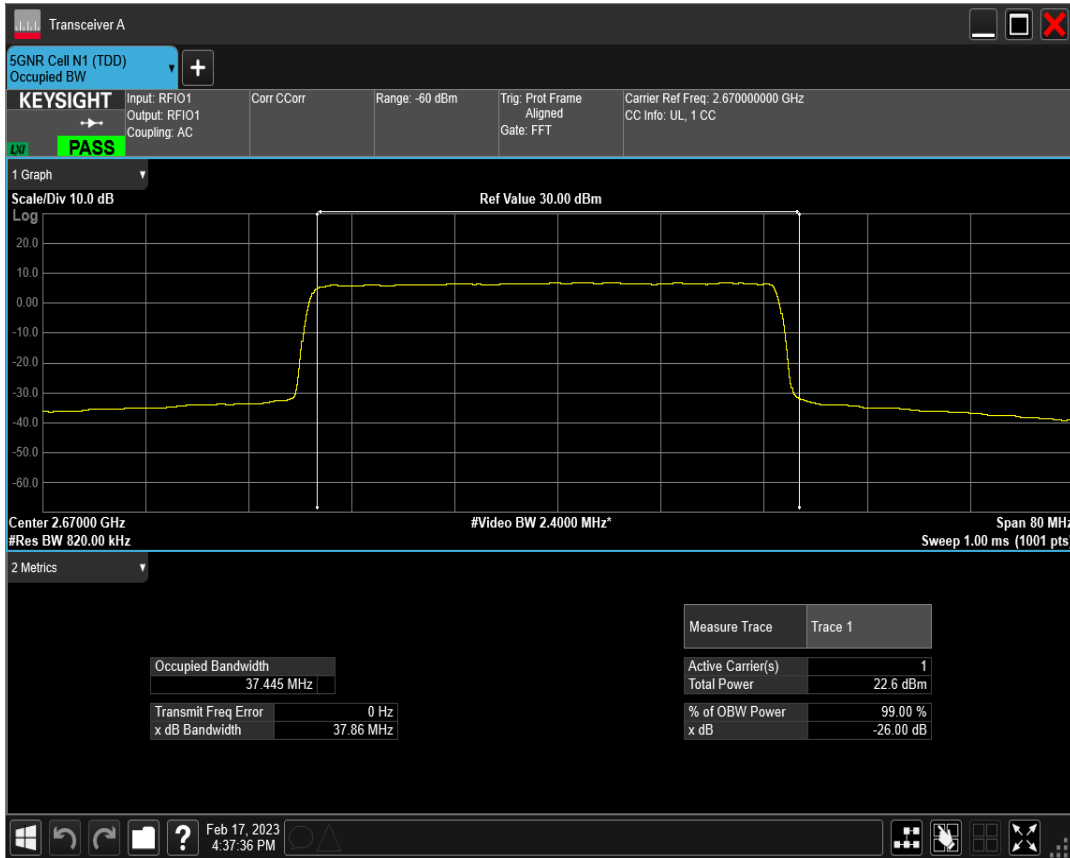 Transceiver A
5GNR Cell N1 (TDD)
Occupied BW
+
KEYSIGHT
LXI
PASS
Input: RFIO1
Output: RFIO1
Coupling: AC
Corr CCorr
Range: -60 dBm
Trig: Prot Frame
Aligned
Gate: FFT
Carrier Ref Freq: 2.670000000 GHz
CC Info: UL, 1 CC
1 Graph
Scale/Div 10.0 dB
Ref Value 30.00 dBm
Log
20.0
10.0
0.00
-10.0
-20.0
-30.0
-40.0
-50.0
-60.0
Center 2.67000 GHz
#Video BW 2.4000 MHz*
Span 80 MHz
#Res BW 820.00 kHz
Sweep 1.00 ms (1001 pts)
2 Metrics
Measure Trace Trace 1
Occupied Bandwidth
37.445 MHz
Transmit Freq Error 0 Hz
x dB Bandwidth 37.86 MHz
Active Carrier(s) 1
Total Power 22.6 dBm
% of OBW Power 99.00 %
x dB -26.00 dB
?
Feb 17, 2023
4:37:36 PM